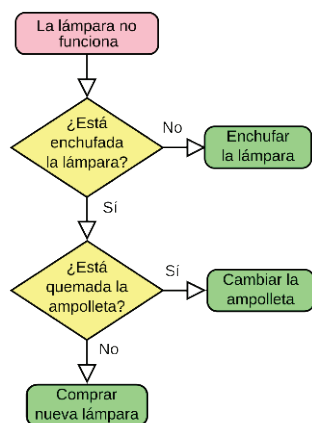 La lámpara no
funciona
¿Está
enchufada
la lámpara?
No
Enchufar
la lámpara
Sí
¿Está
quemada la
ampolleta?
Sí
Cambiar la
ampolleta
No
Comprar
nueva lámpara